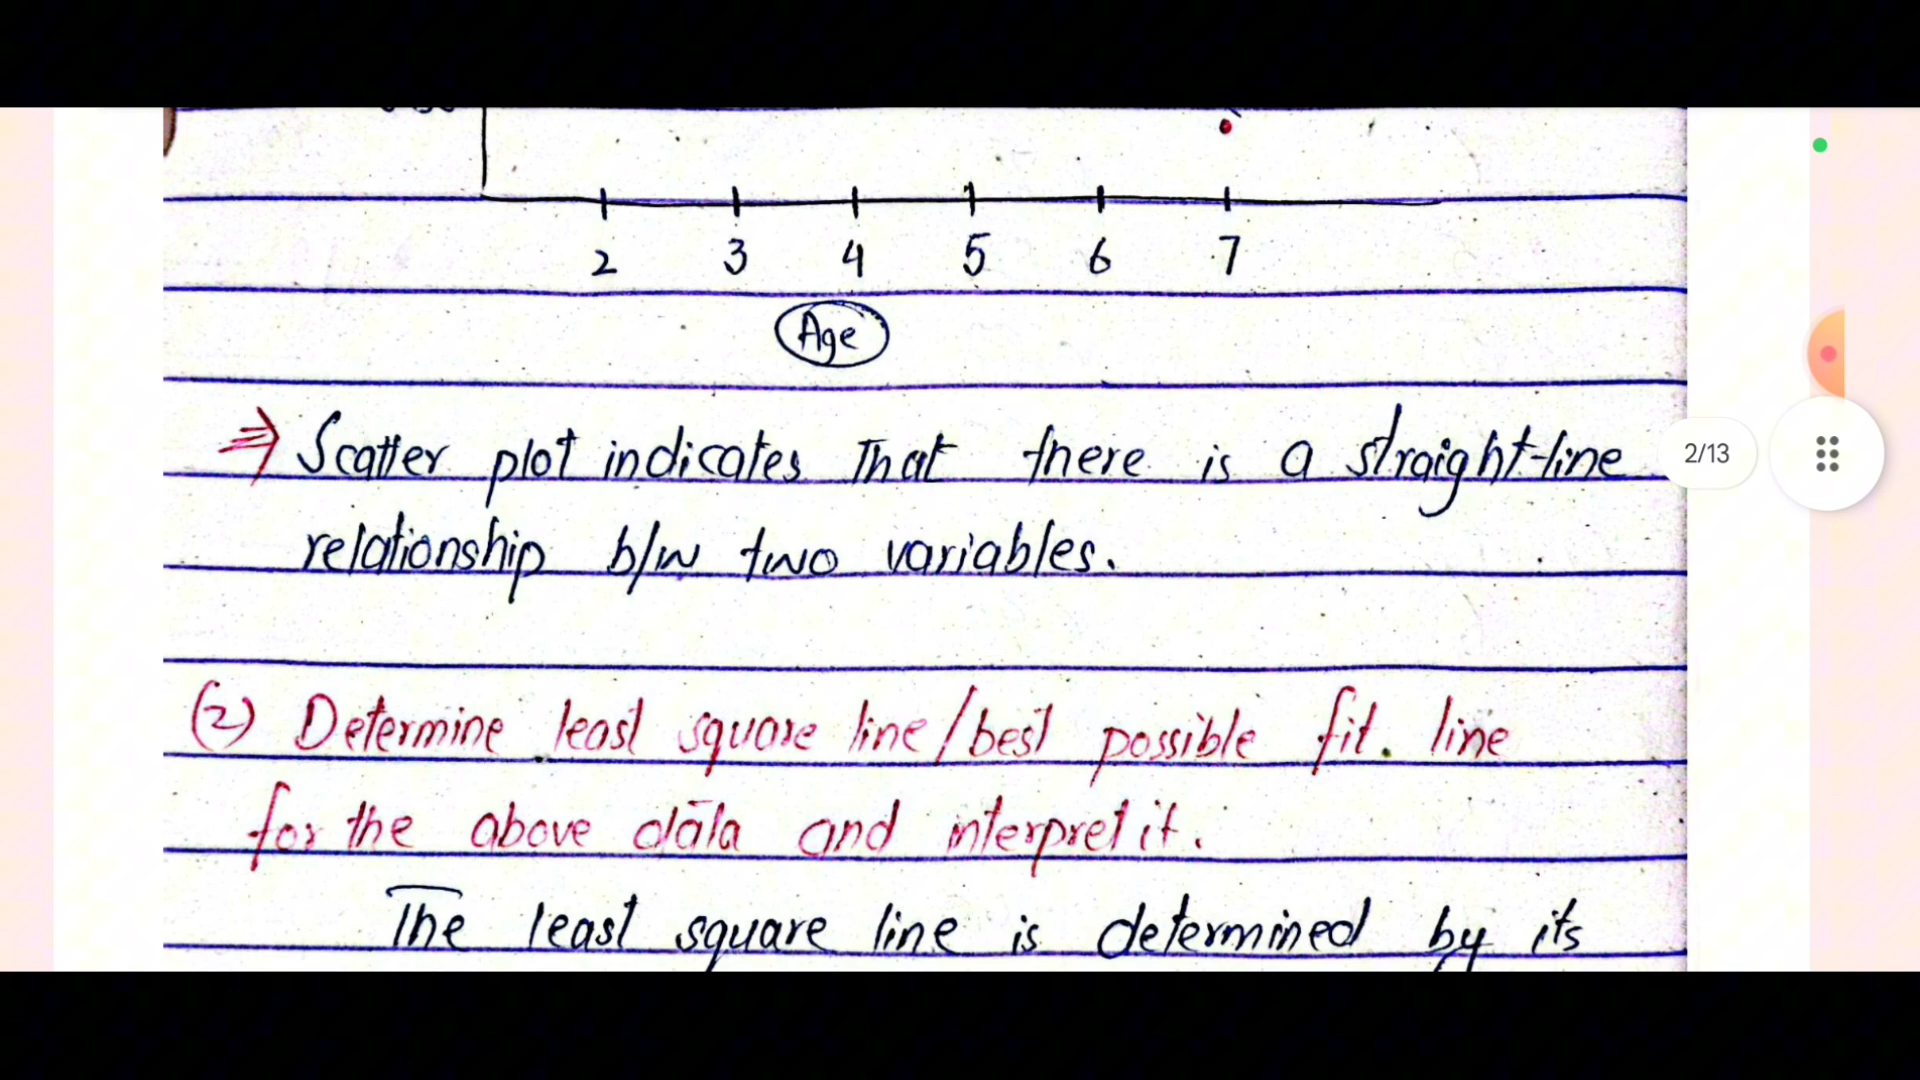 2 3 4 5 6 7
Age
⇒ Scatter plot indicates that there is a straight-line
2/13
relationship b/w two variables.
(2) Determine least square line/best possible fit. line
for the above data and interpret it.
The least square line is determined by its